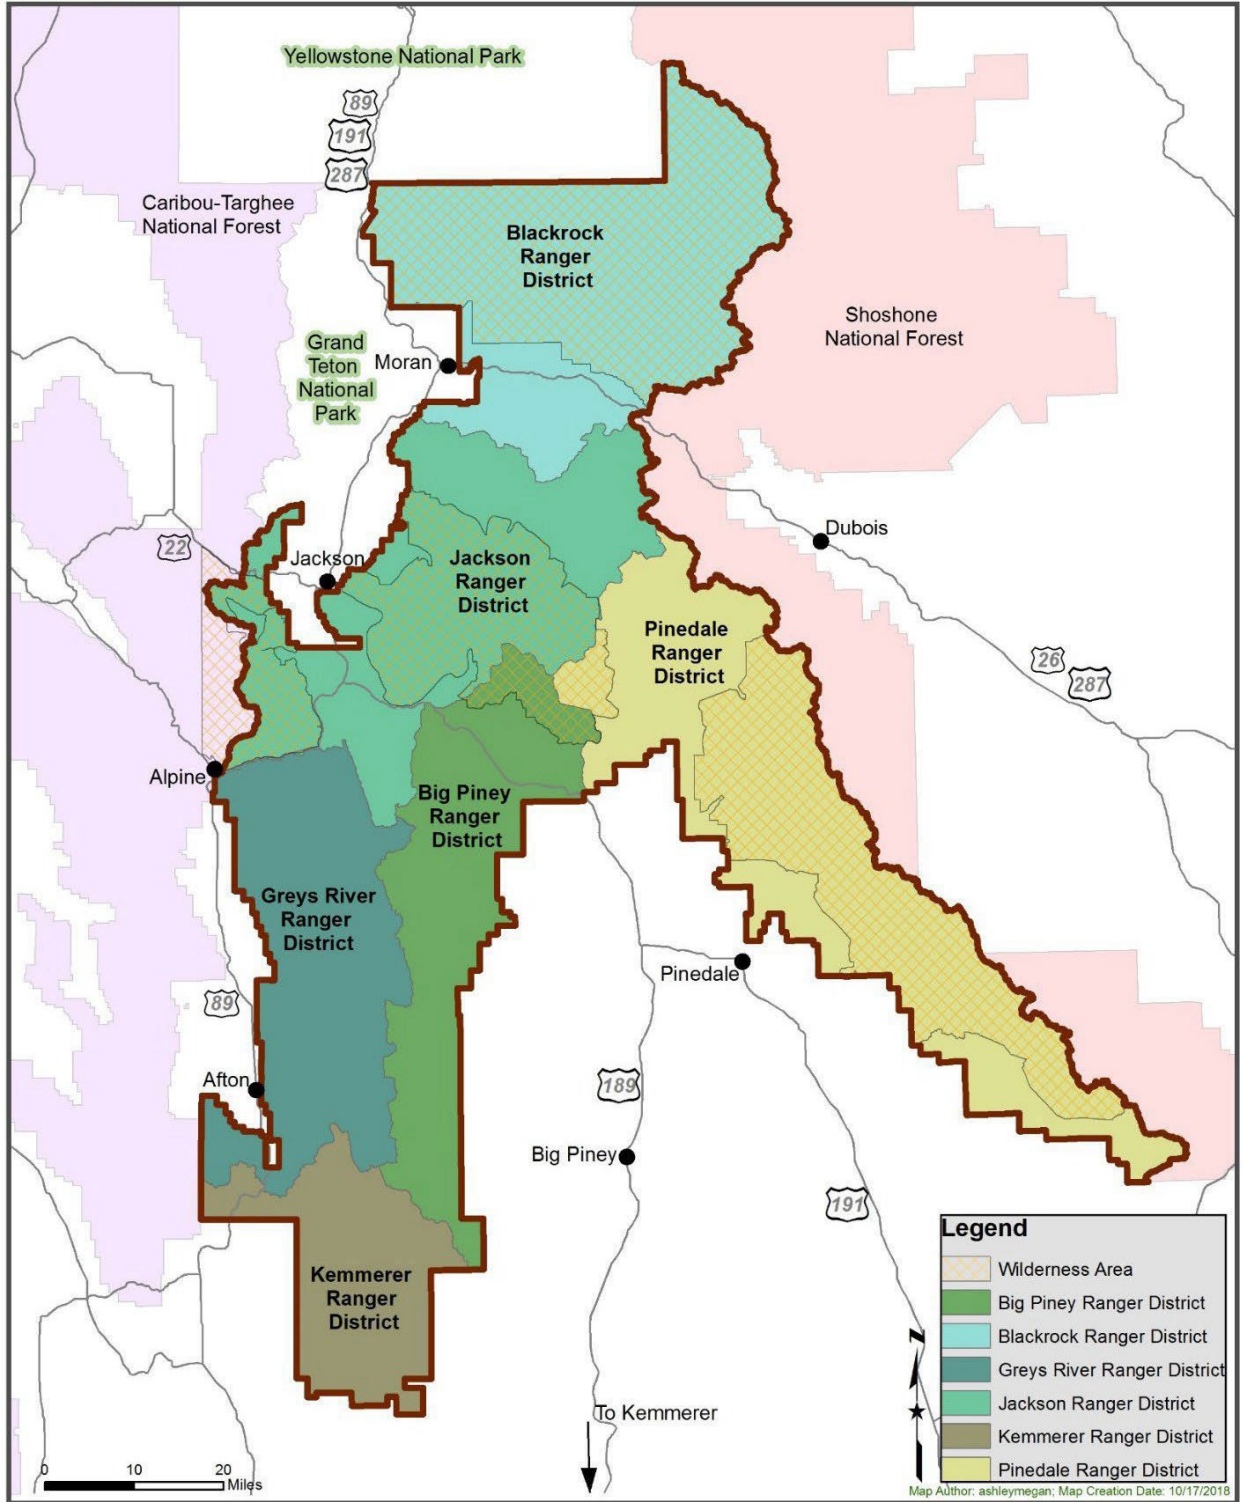 Yellowstone National Park
89
191
287
Caribou-Targhee
National Forest
Blackrock
Ranger
District
Shoshone
National Forest
Grand
Teton
National
Park
Moran
Dubois
22
Jackson
Jackson
Ranger
District
Pinedale
Ranger
District
26
287
Alpine
Big Piney
Ranger
District
Greys River
Ranger
District
Pinedale
89
Afton
189
Big Piney
191
Kemmerer
Ranger
District
To Kemmerer
Legend
Wilderness Area
Big Piney Ranger District
Blackrock Ranger District
Greys River Ranger District
Jackson Ranger District
Kemmerer Ranger District
Pinedale Ranger District
N
0 10 20
Miles
Map Author: ashleymegan; Map Creation Date: 10/17/2018